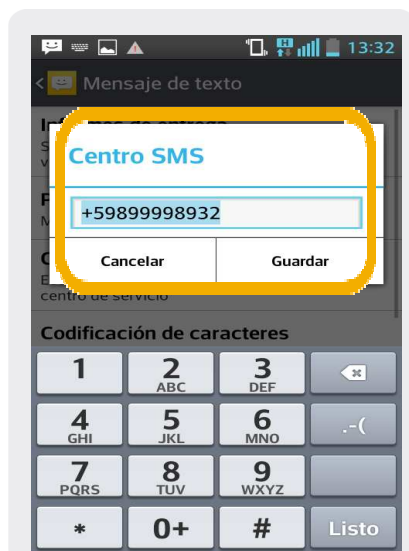 13:32
Mensaje de texto
Centro SMS
+59899998932
Cancelar
Guardar
centro de servicio
Codificación de caracteres
1
2
ABC
3
DEF
4
GHI
5
JKL
6
MNO
.-(
7
PQRS
8
TUV
9
WXYZ
*
0+
#
Listo